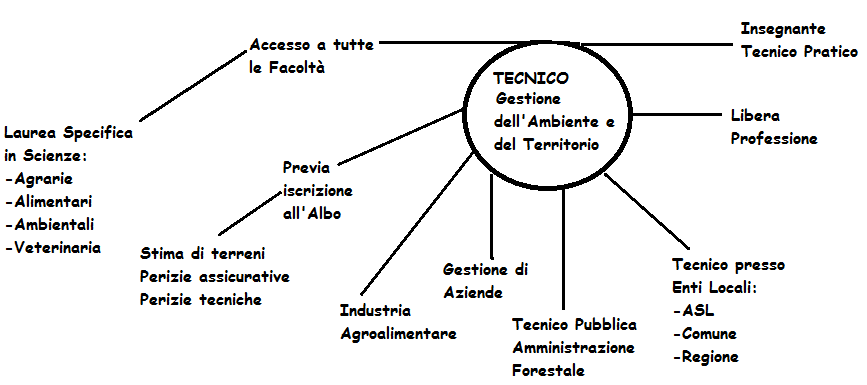 Insegnante
Tecnico Pratico
Accesso a tutte
le Facoltà
TECNICO
Gestione
dell'Ambiente e
del Territorio
Libera
Professione
Laurea Specifica
in Scienze:
-Agrarie
-Alimentari
-Ambientali
-Veterinaria
Previa
iscrizione
all'Albo
Stima di terreni
Perizie assicurative
Perizie tecniche
Industria
Agroalimentare
Gestione di
Aziende
Tecnico Pubblica
Amministrazione
Forestale
Tecnico presso
Enti Locali:
-ASL
-Comune
-Regione